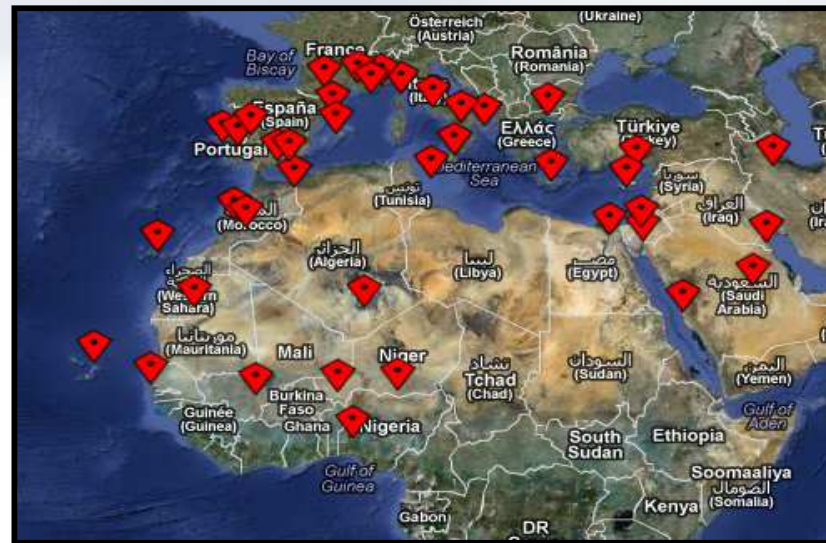 (Ukraine)
Österreich
(Austria)
France
Bay of
Biscay
România
(Romania)
España
(Spain)
Portugal
Ελλάς
(Greece)
Türkiye
Mediterranean
Sea
تونس
(Tunisia)
سوريا
(Syria)
العراق
(Iraq)
(Morocco)
الجزائر
(Algeria)
ليبيا
(Libya)
مصر
(Egypt)
السعودية
(Saudi
Arabia)
الصحراء
(Western
Sahara)
موريتانيا
(Mauritania)
Mali
Niger
تشاد
Tchad
(Chad)
السودان
(Sudan)
اليمن
(Yemen)
Burkina
Faso
Guinée
(Guinea)
Ghana
Nigeria
Gulf of
Aden
South
Sudan
Ethiopia
Gulf of
Guinea
Soomaaliya
الصومال
(Somalia)
Gabon
Kenya
DR